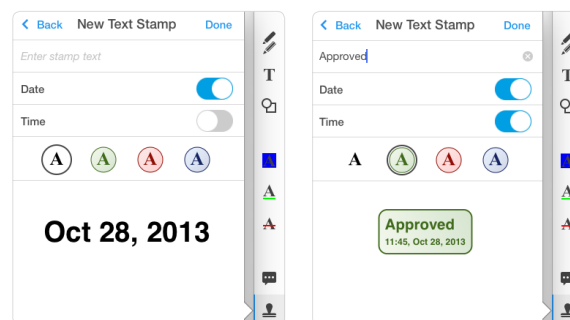 Back New Text Stamp Done
Enter stamp text
Date
Time
A A A A
Oct 28, 2013
T
A
A
A
Back New Text Stamp Done
Approved
Date
Time
A A A A
Approved
11:45, Oct 28, 2013
T
A
A
A